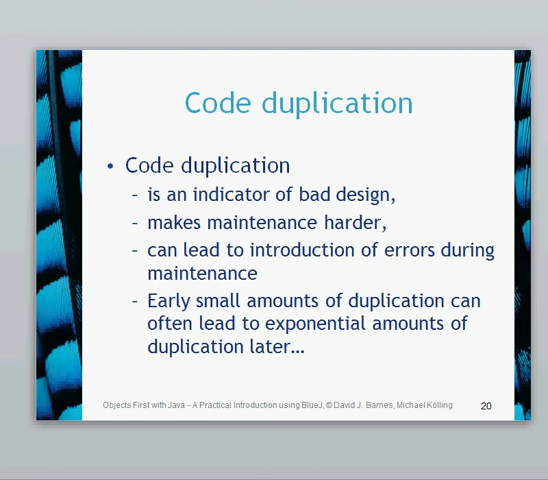 Code duplication
• Code duplication
- is an indicator of bad design,
- makes maintenance harder,
- can lead to introduction of errors during
maintenance
- Early small amounts of duplication can
often lead to exponential amounts of
duplication later…
Objects First with Java - A Practical Introduction using BlueJ, © David J. Barnes, Michael Kölling
20